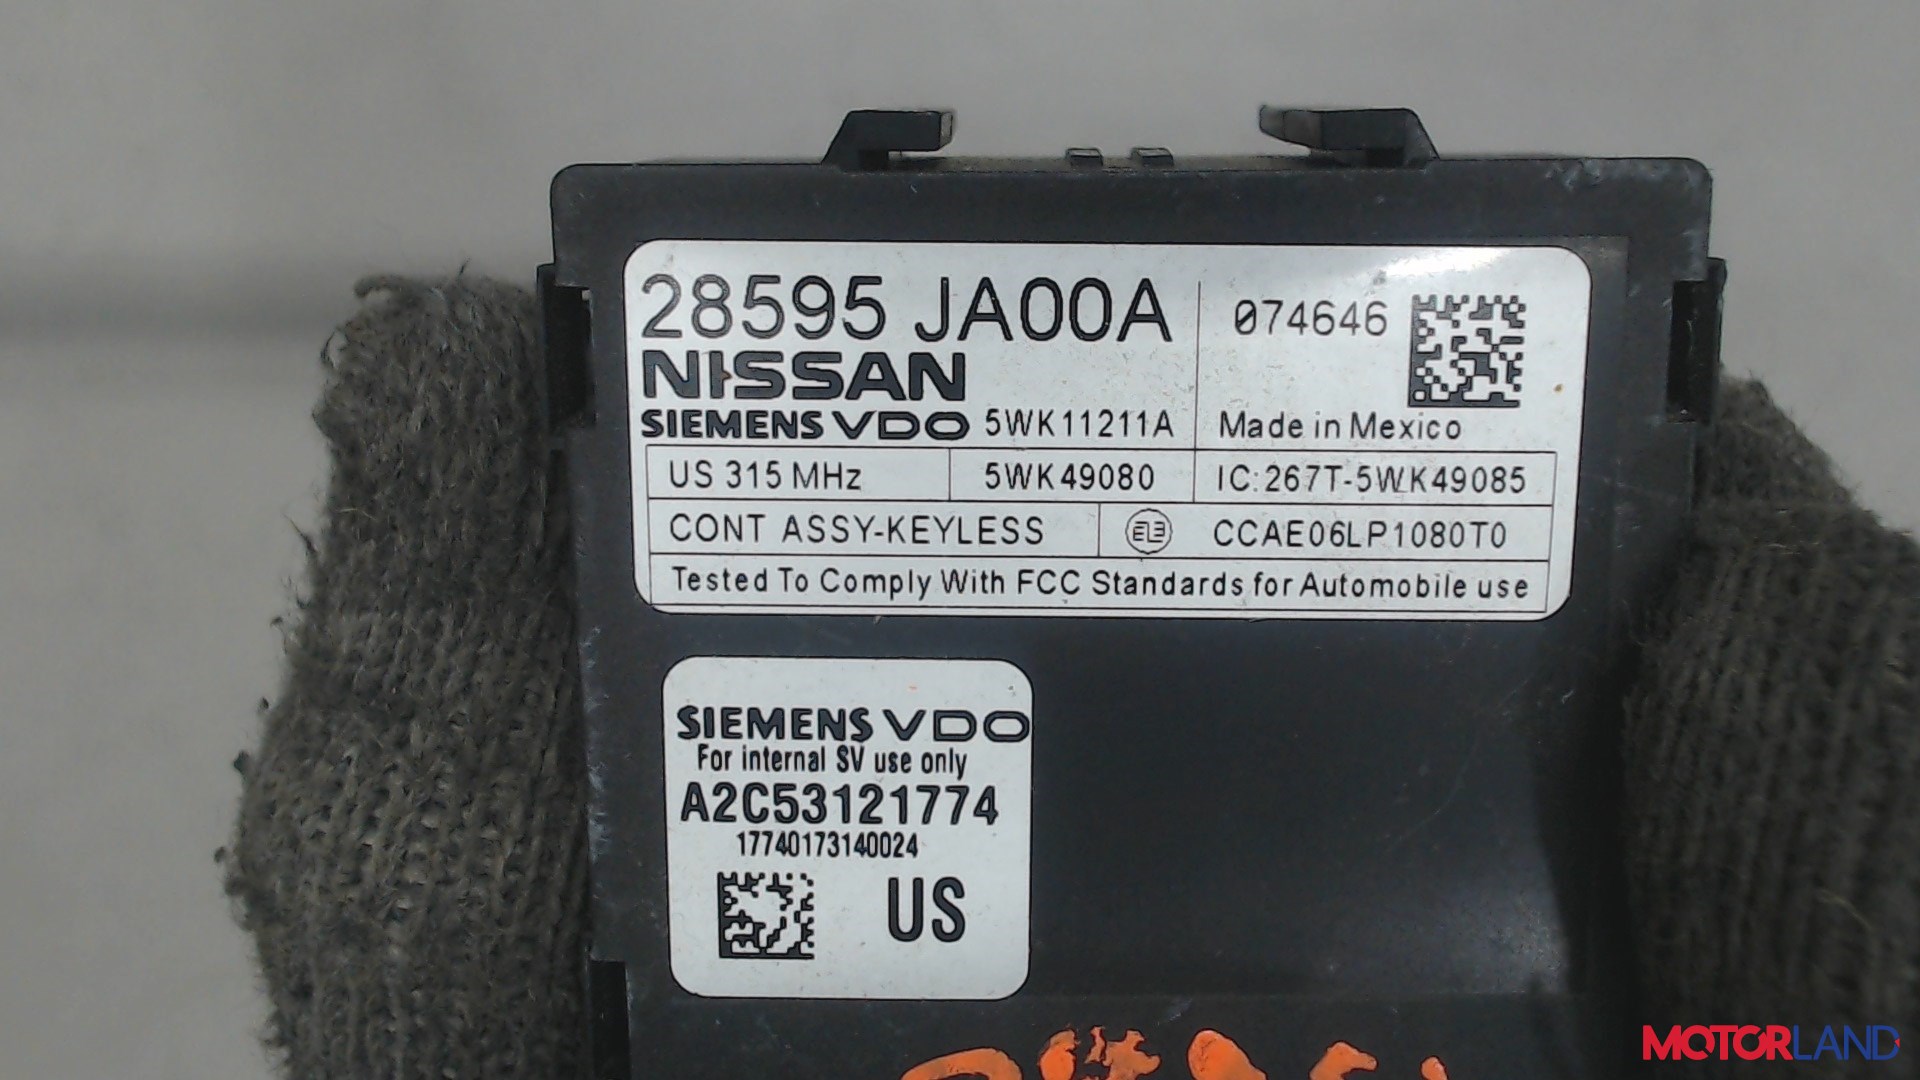 28595 JA00A
074646
NISSAN
SIEMENS VDO 5WK11211A
Made in Mexico
US 315 MHz
5WK49080
IC:267T-5WK49085
CONT ASSY-KEYLESS
CCAE06LP1080T0
Tested To Comply With FCC Standards for Automobile use
SIEMENS VDO
For internal SV use only
A2C53121774
17740173140024
US
MOTORLAND